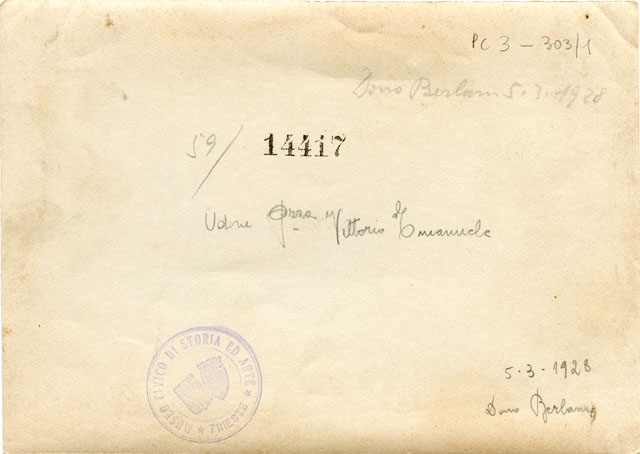 PC 3 - 303/1
Dono Berlam 5.3.1928
59/ 14417
Udine Pzza Vittorio Emanuele
MUSEO CIVICO DI STORIA ED ARTE
★ TRIESTE ★
5.3.1928
Dono Berlam